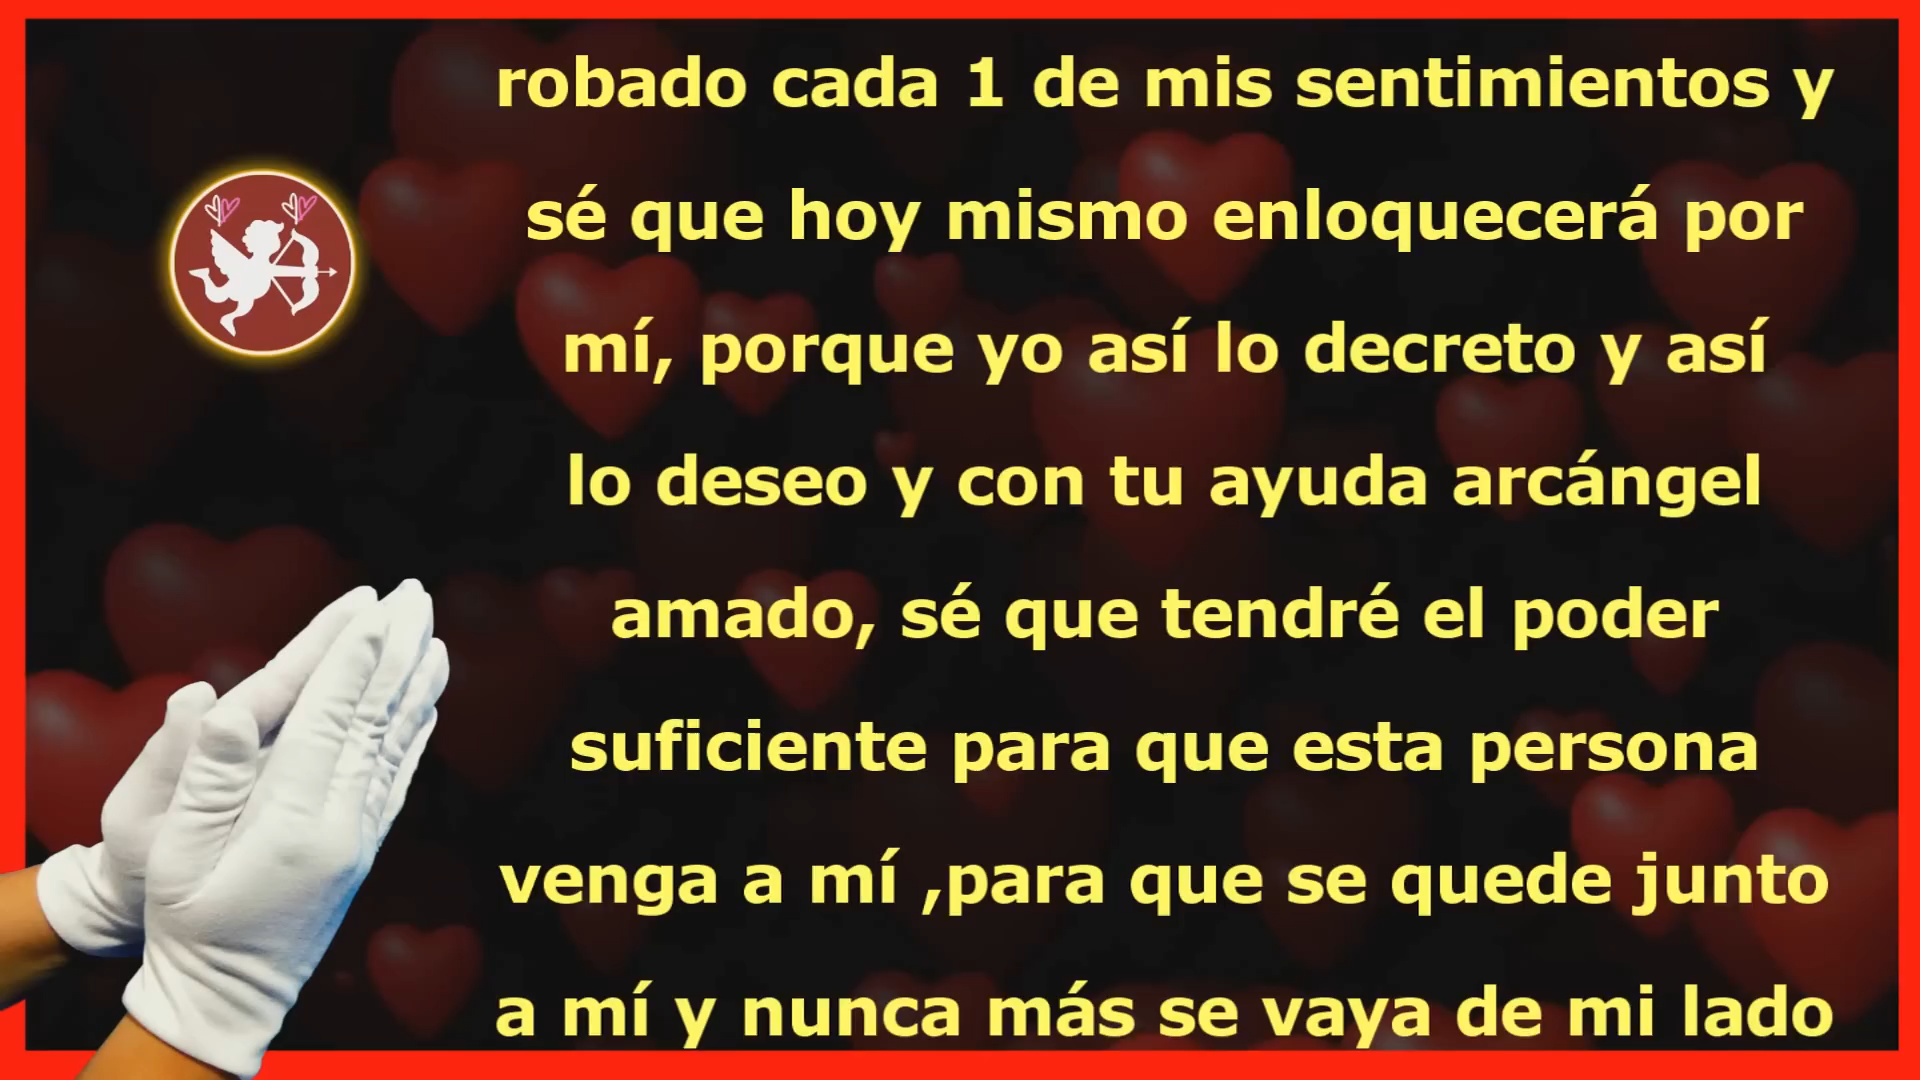 robado cada 1 de mis sentimientos y
sé que hoy mismo enloquecerá por
mí, porque yo así lo decreto y así
lo deseo y con tu ayuda arcángel
amado, sé que tendré el poder
suficiente para que esta persona
venga a mí ,para que se quede junto
a mí y nunca más se vaya de mi lado